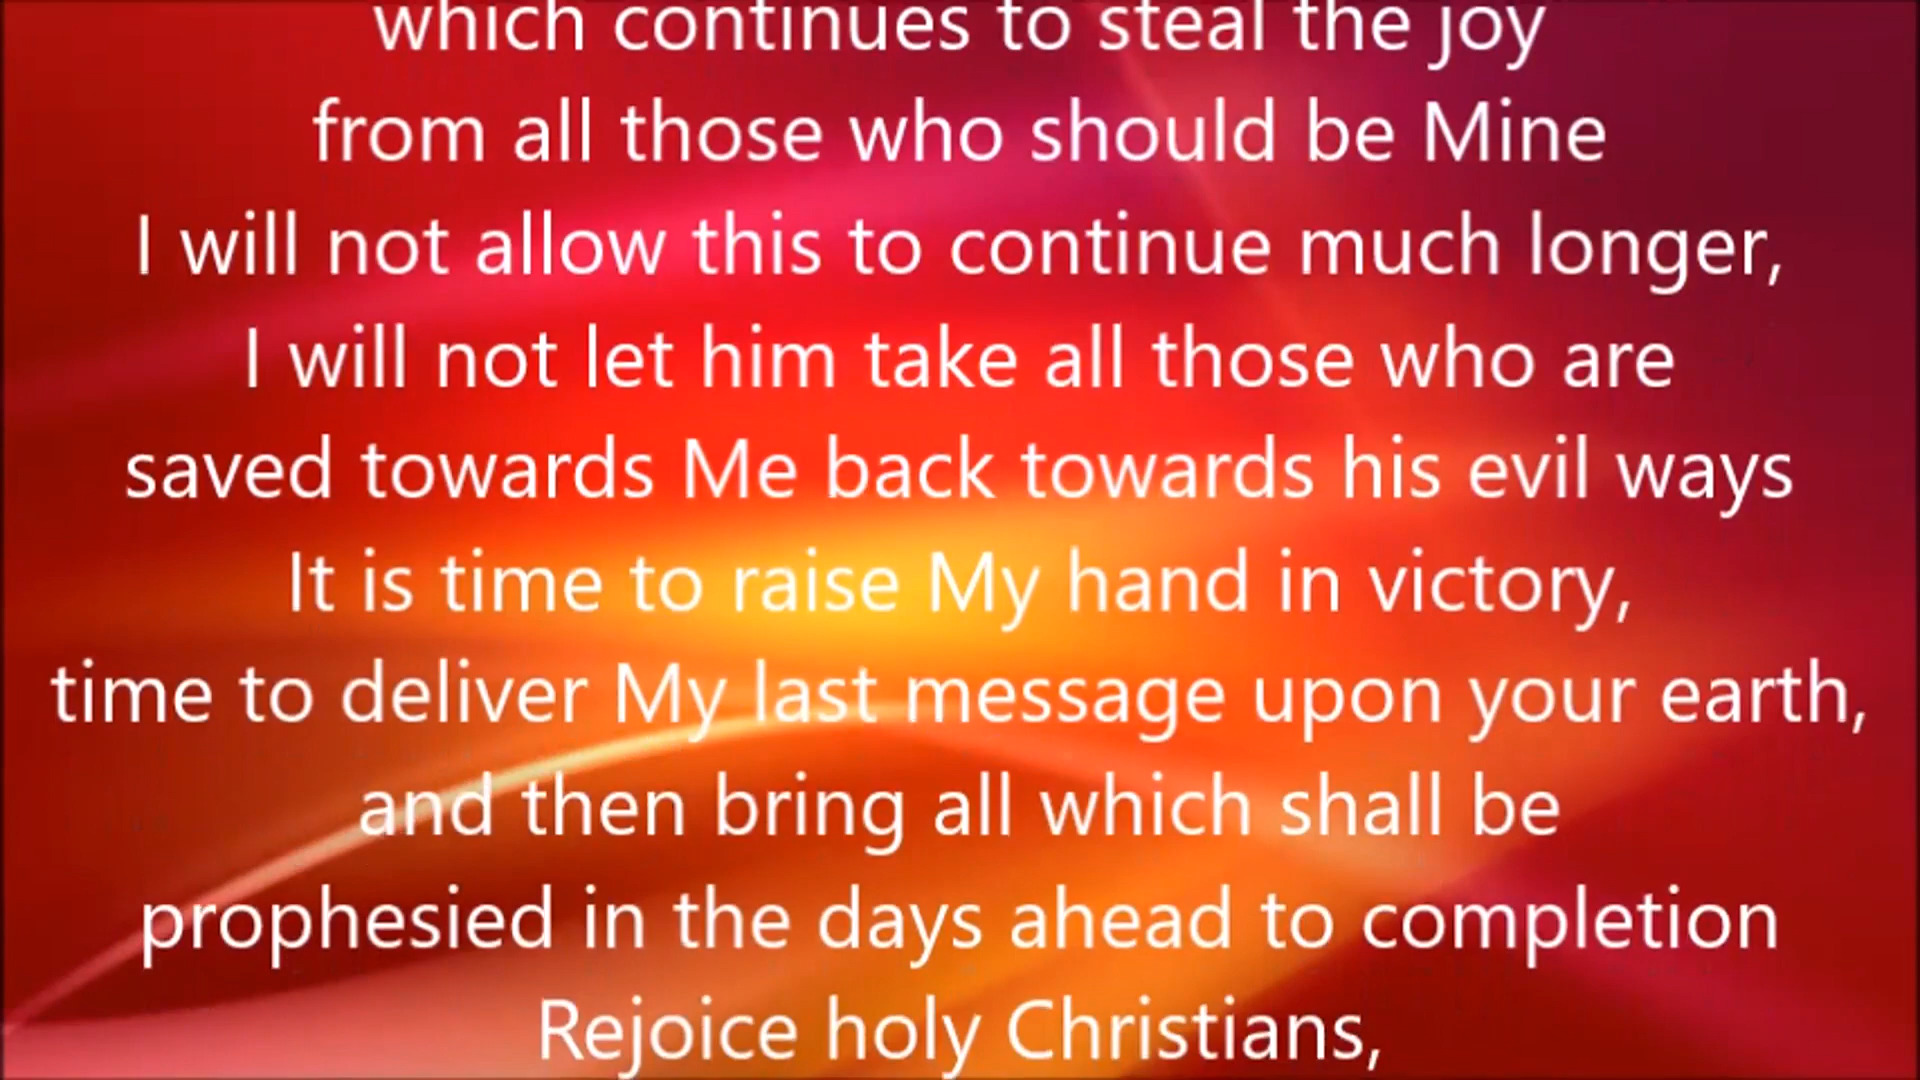 which continues to steal the joy
from all those who should be Mine
I will not allow this to continue much longer,
I will not let him take all those who are
saved towards Me back towards his evil ways
It is time to raise My hand in victory,
time to deliver My last message upon your earth,
and then bring all which shall be
prophesied in the days ahead to completion
Rejoice holy Christians,